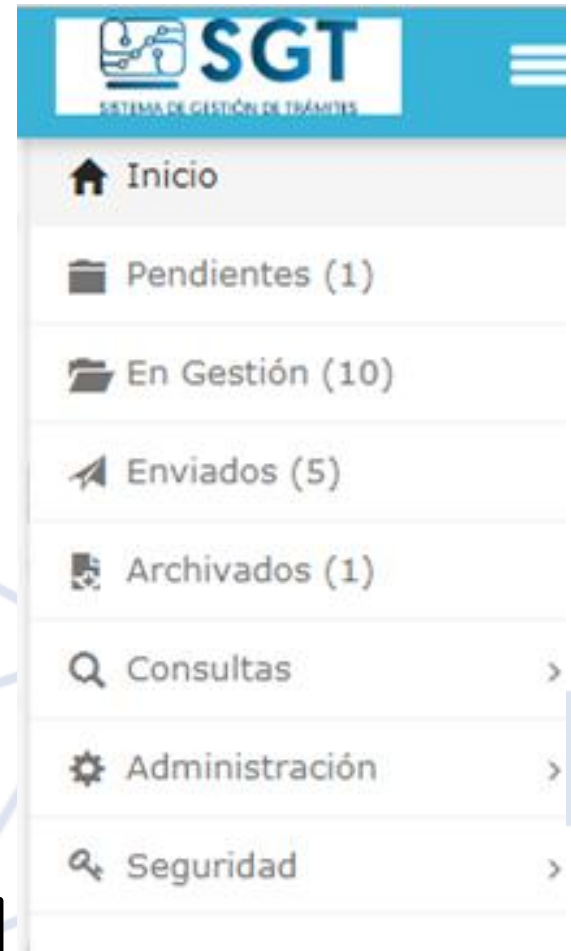 SGT
SISTEMA DE GESTIÓN DE TRÁMITES
Inicio
Pendientes (1)
En Gestión (10)
Enviados (5)
Archivados (1)
Consultas
Administración
Seguridad